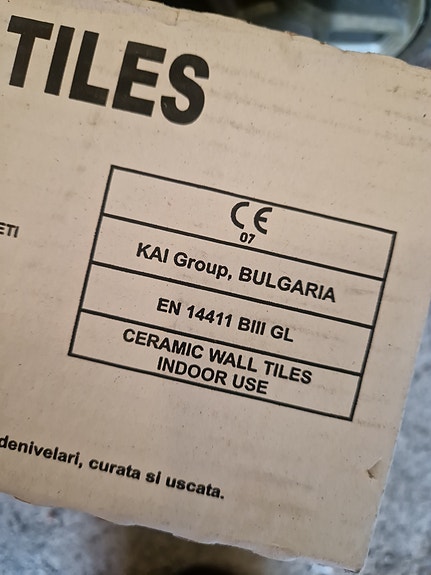 TILES
CE
07
KAI Group, BULGARIA
ETI
EN 14411 BIII GL
CERAMIC WALL TILES
INDOOR USE
denivelari, curata si uscata.